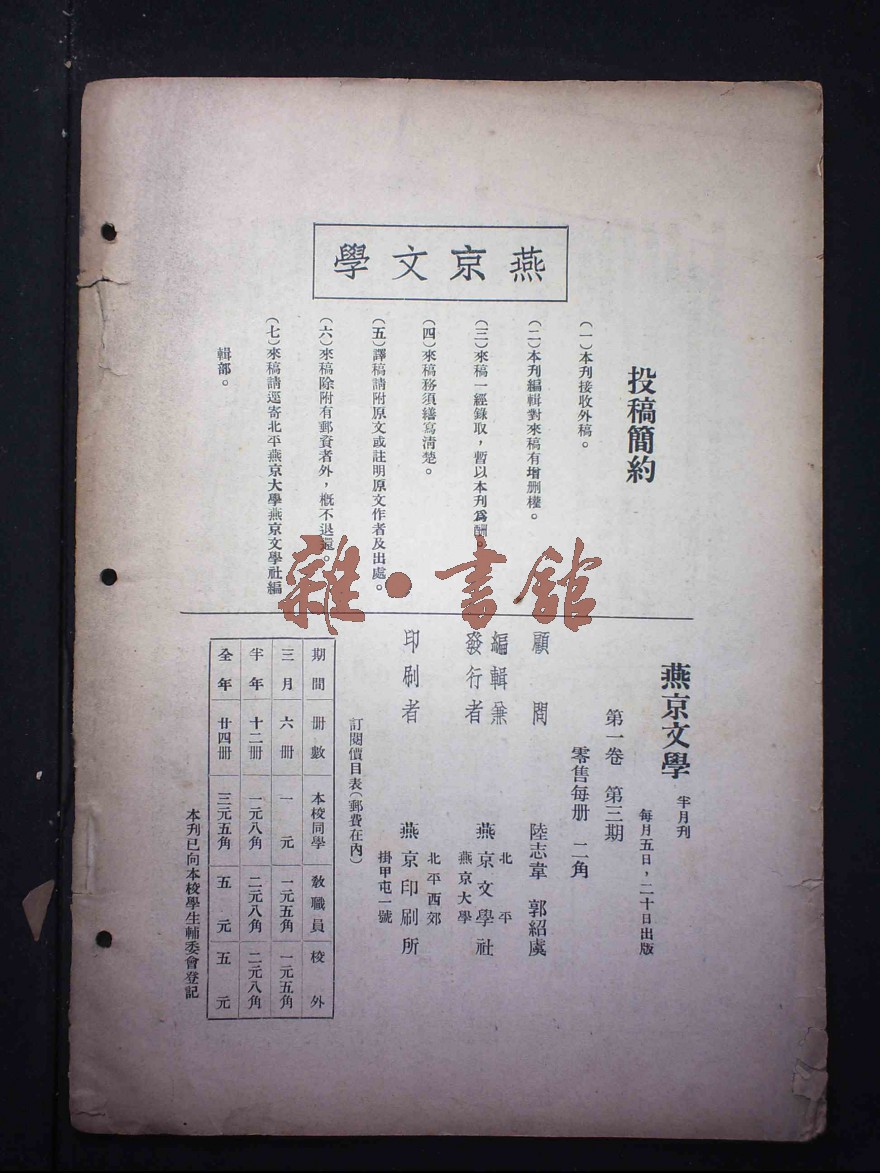 燕京文學
投稿簡約
(一)本刊接收外稿。
(二)本刊編輯對來稿有增删權。
(三)來稿一經錄取,暫以本刊爲酬。
(四)來稿務須繕寫清楚。
(五)譯稿請附原文或註明原文作者及出處。
(六)來稿除附有郵資者外,概不退還。
(七)來稿請逕寄北平燕京大學燕京文學社編
輯部。
雜·書館
燕京文學 半月刊
每月五日,二十日出版
第一卷 第三期
零售每册 二角
顧問 陸志韋 郭紹虞
編輯兼
發行者
北平
燕京文學社
燕京大學
印刷者
北平西郊
燕京印刷所
掛甲屯一號
訂閱價目表(郵費在內)
期間 册數 本校同學 敎職員 校外
三月 六册 一元 一元五角 一元五角
半年 十二册 一元八角 二元八角 二元八角
全年 廿四册 三元五角 五元 五元
本刊已向本校學生輔委會登記